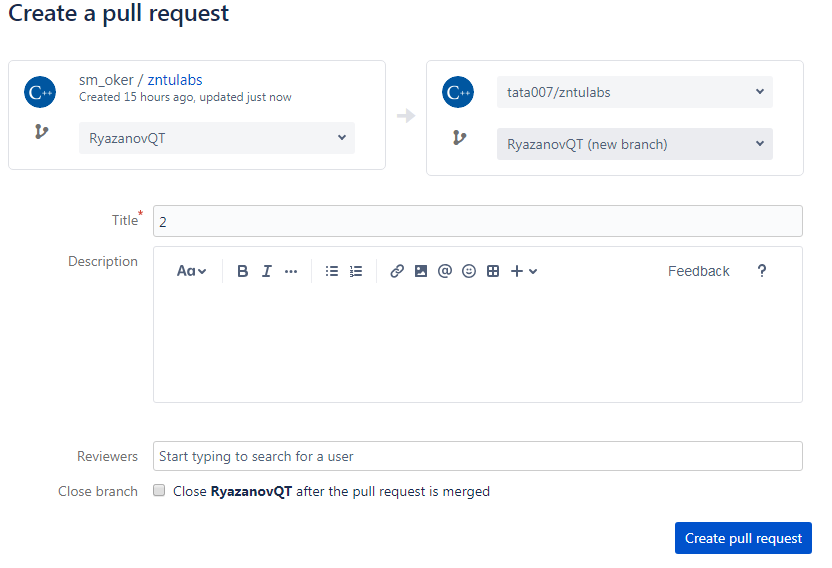 Create a pull request
C++
sm_oker / zntulabs
Created 15 hours ago, updated just now
RyazanovQT
C++
tata007/zntulabs
RyazanovQT (new branch)
Title*
2
Description
Aa B I ••• @ + Feedback ?
Reviewers
Start typing to search for a user
Close branch
Close RyazanovQT after the pull request is merged
Create pull request